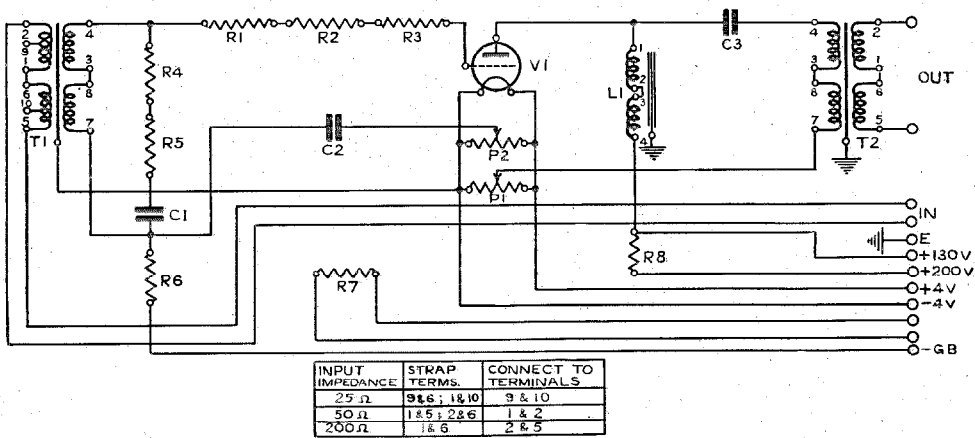 2 4 R1 R2 R3 V1 C3 4 2
9 1 3 R4 1 2 3 1 OUT
6 8 L1 3 8 6
10 5 7 R5 C2 4 7 5
T1 P2 T2
P1
C1 IN
E
R6 R7 R8 +130V
+200V
+4V
-4V
-GB
INPUT IMPEDANCE STRAP TERMS. CONNECT TO TERMINALS
25 Ω 9&6; 1&10 9 & 10
50 Ω 1&5; 2&6 1 & 2
200Ω 1&6 2 & 5